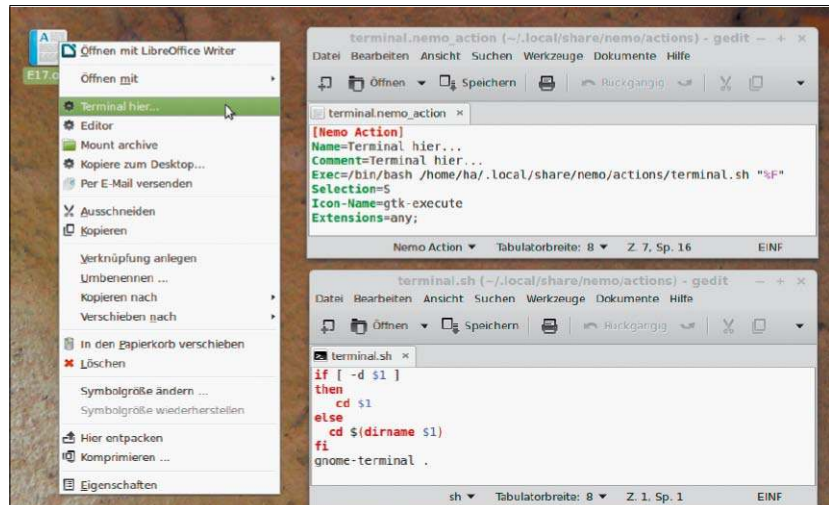 E17.o
Öffnen mit LibreOffice Writer
Öffnen mit
Terminal hier...
Editor
Mount archive
Kopiere zum Desktop...
Per E-Mail versenden
Ausschneiden
Kopieren
Verknüpfung anlegen
Umbenennen ...
Kopieren nach
Verschieben nach
In den Papierkorb verschieben
Löschen
Symbolgröße ändern ...
Symbolgröße wiederherstellen
Hier entpacken
Komprimieren ...
Eigenschaften
terminal.nemo_action (~/.local/share/nemo/actions) - gedit
Datei Bearbeiten Ansicht Suchen Werkzeuge Dokumente Hilfe
Öffnen Speichern Rückgängig
terminal.nemo_action ×
[Nemo Action]
Name=Terminal hier...
Comment=Terminal hier...
Exec=/bin/bash /home/ha/.local/share/nemo/actions/terminal.sh "%F"
Selection=S
Icon-Name=gtk-execute
Extensions=any;
Nemo Action Tabulatorbreite: 8 Z. 7, Sp. 16 EINF
terminal.sh (~/.local/share/nemo/actions) - gedit
Datei Bearbeiten Ansicht Suchen Werkzeuge Dokumente Hilfe
Öffnen Speichern Rückgängig
terminal.sh ×
if [ -d $1 ]
then
cd $1
else
cd $(dirname $1)
fi
gnome-terminal .
sh Tabulatorbreite: 8 Z. 1, Sp. 1 EINF